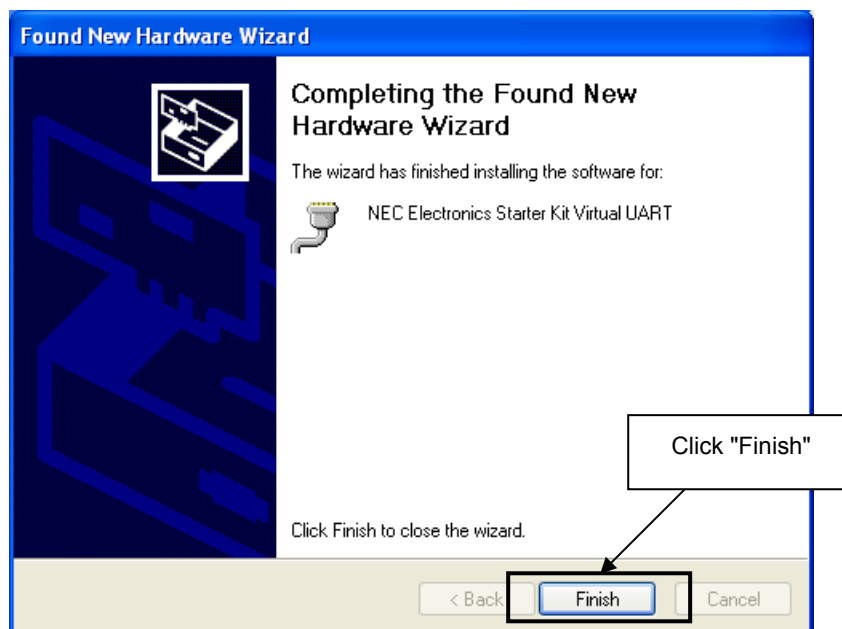 Found New Hardware Wizard
Completing the Found New
Hardware Wizard
The wizard has finished installing the software for:
NEC Electronics Starter Kit Virtual UART
Click "Finish"
Click Finish to close the wizard.
< Back
Finish
Cancel